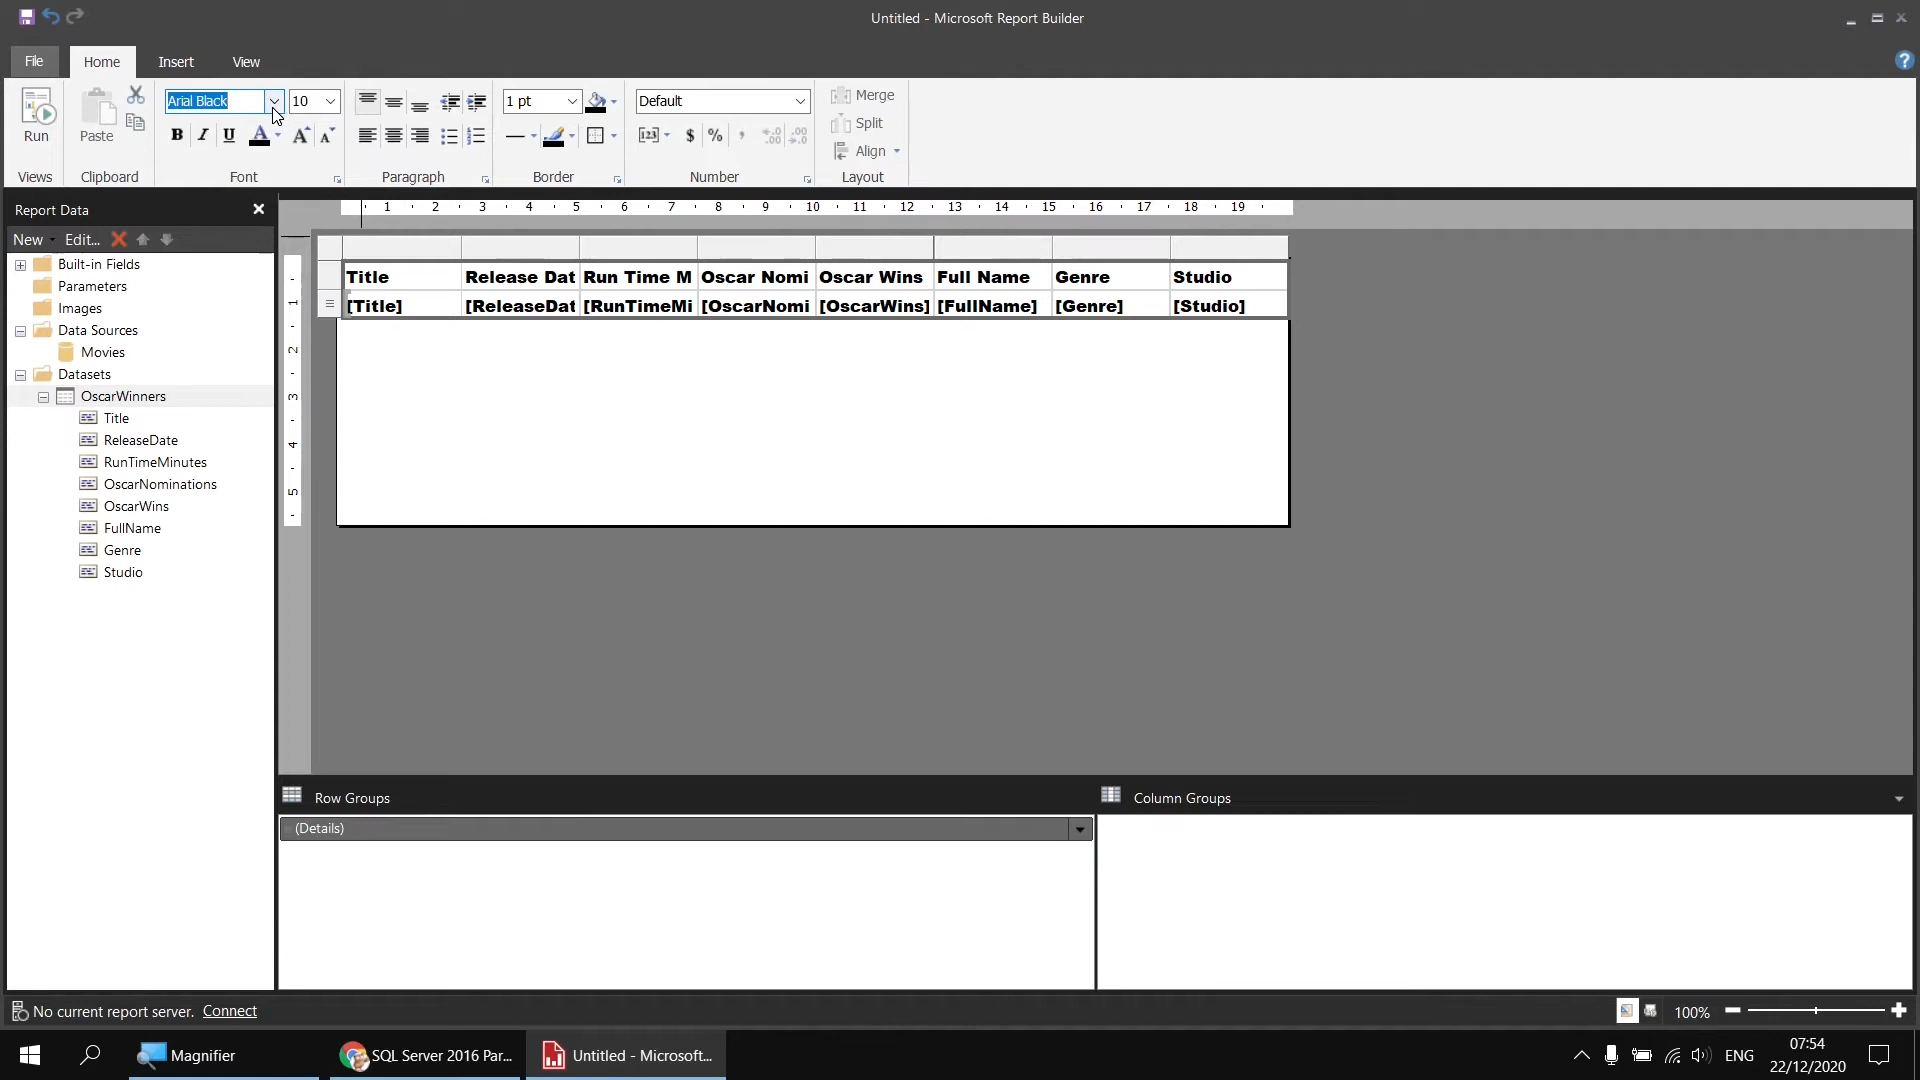 Untitled - Microsoft Report Builder
File Home Insert View
Arial Black 10 1 pt Default Merge
Split
Run Paste B I U A A A $ % Align
Views Clipboard Font Paragraph Border Number Layout
Report Data
New Edit...
Built-in Fields
Parameters
Images
Data Sources
Movies
Datasets
OscarWinners
Title
ReleaseDate
RunTimeMinutes
OscarNominations
OscarWins
FullName
Genre
Studio
1 2 3 4 5 6 7 8 9 10 11 12 13 14 15 16 17 18 19
1
2
3
4
5
Title Release Dat Run Time M Oscar Nomi Oscar Wins Full Name Genre Studio
[Title] [ReleaseDat [RunTimeMi [OscarNomi [OscarWins] [FullName] [Genre] [Studio]
Row Groups Column Groups
(Details)
No current report server. Connect 100%
Magnifier SQL Server 2016 Par... Untitled - Microsoft... ENG 07:54
22/12/2020